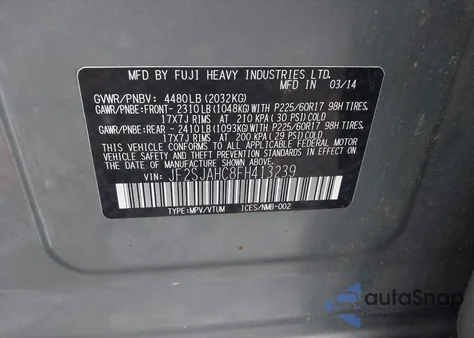 MFD BY FUJI HEAVY INDUSTRIES LTD.
03/14
GVWR/PNBV: 4480LB (2032KG)
GAWR/PNBE: FRONT- 2310LB (1048KG) WITH P225/60R17 98H TIRES,
17X7J RIMS AT 210 KPA (30 PSI) COLD
GAWR/PNBE: REAR - 2410LB (1093KG) WITH P225/60R17 98H TIRES,
17X7J RIMS AT 200 KPA (29 PSI) COLD
THIS VEHICLE CONFORMS TO ALL APPLICABLE FEDERAL MOTOR
VEHICLE SAFETY, BUMPER, AND THEFT PREVENTION STANDARDS IN
EFFECT ON THE DATE OF MANUFACTURE SHOWN ABOVE.
VIN: JF2SJAHC8FH413239
TYPE:MPV/VTUM ICES/NMB-002
autoSnap